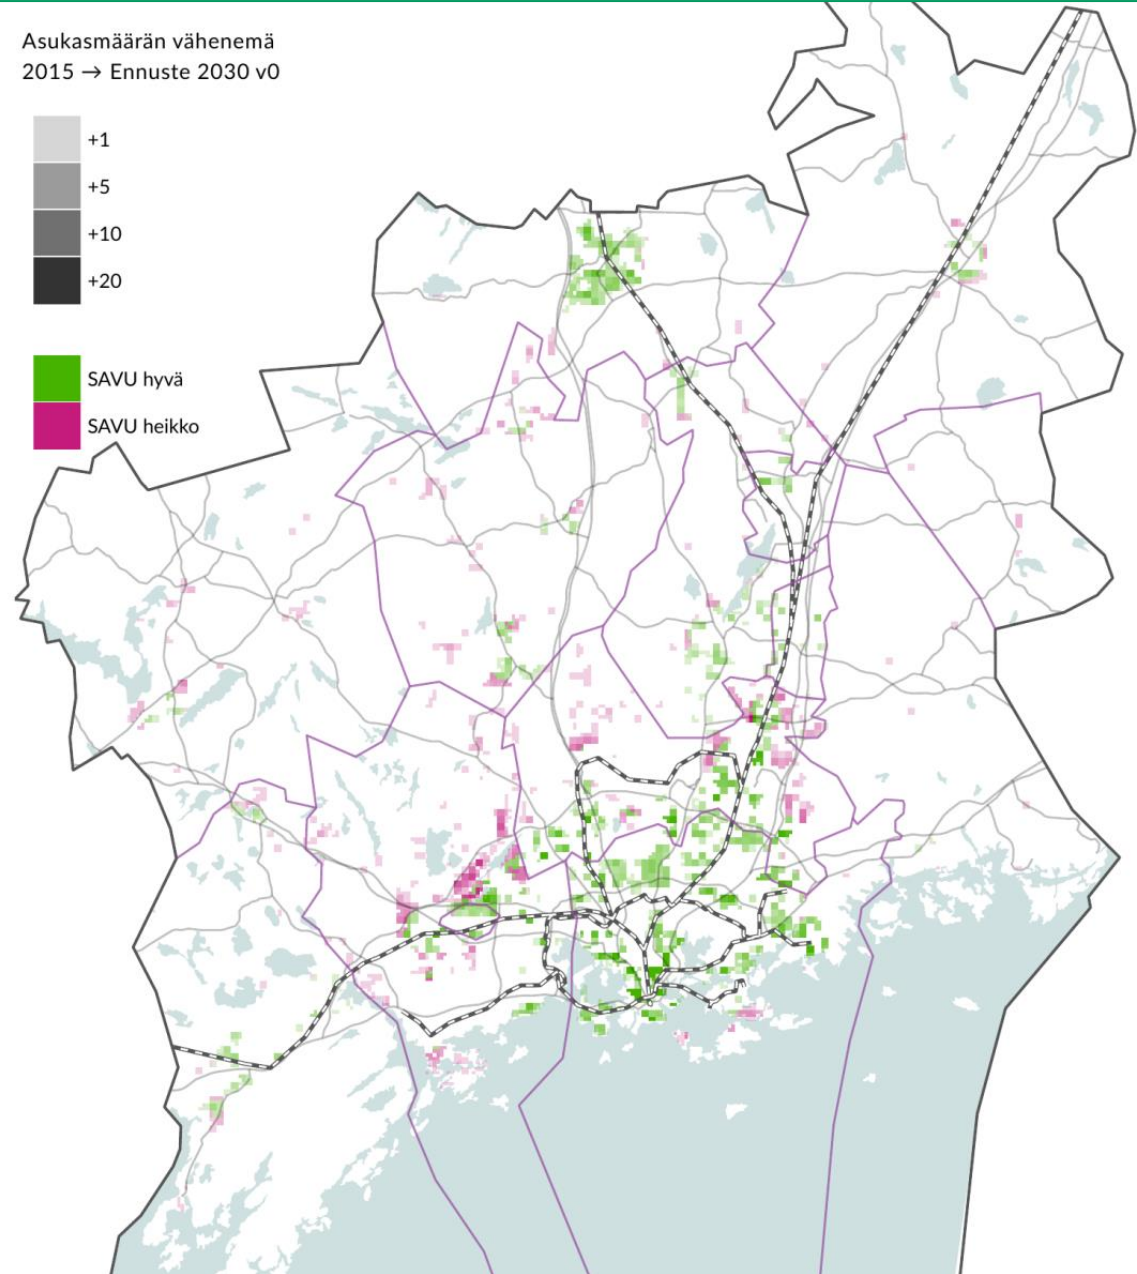 Asukasmäärän vähenemä
2015 → Ennuste 2030 v0
+1
+5
+10
+20
SAVU hyvä
SAVU heikko